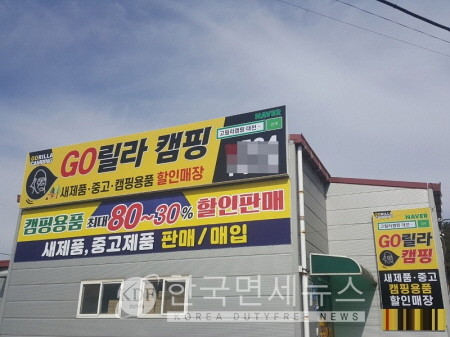 GORILLA
CAMPING
NAVER
고릴라캠핑 대전
GO릴라 캠핑
새제품·중고·캠핑용품 할인매장
캠핑용품 최대 80~30% 할인판매
새제품, 중고제품 판매/매입
NAVER
GO릴라
캠핑
새제품·중고
캠핑용품
할인매장
KDF 한국면세뉴스
KOREA DUTYFREE NEWS